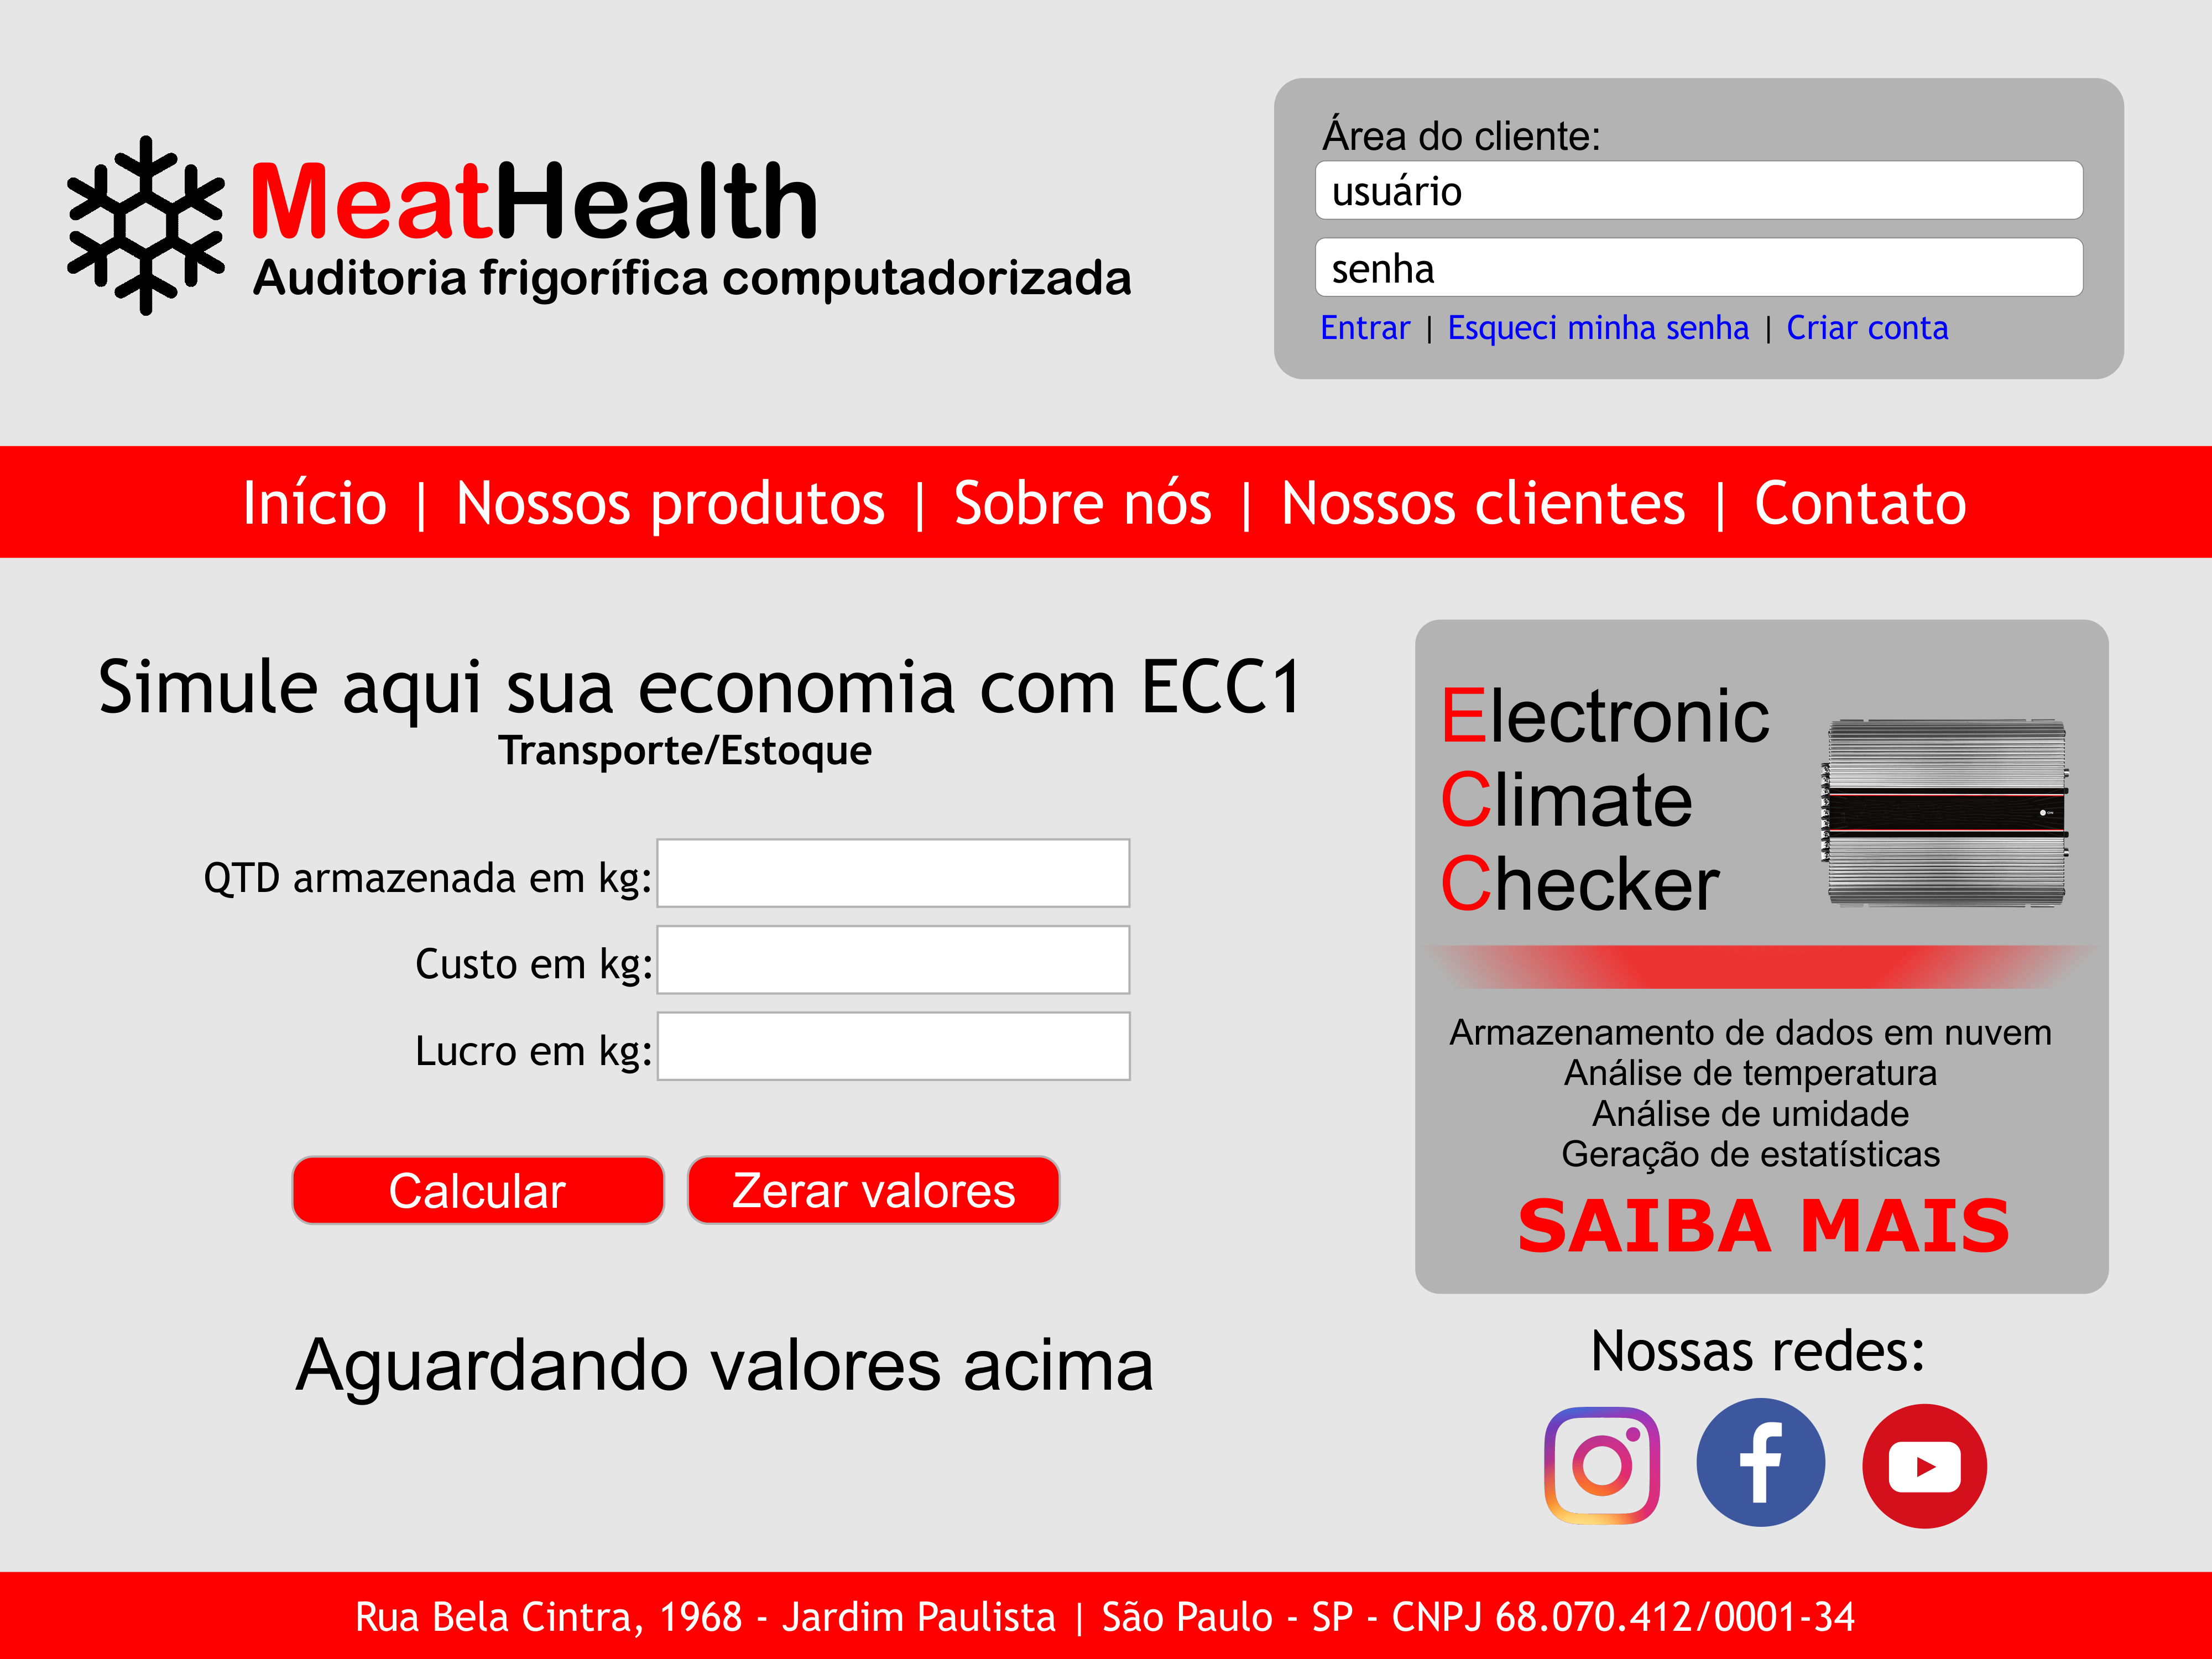 MeatHealth
Auditoria frigorífica computadorizada
Área do cliente:
usuário
senha
Entrar | Esqueci minha senha | Criar conta
Início | Nossos produtos | Sobre nós | Nossos clientes | Contato
Simule aqui sua economia com ECC1
Transporte/Estoque
QTD armazenada em kg:
Custo em kg:
Lucro em kg:
Calcular
Zerar valores
Aguardando valores acima
Electronic
Climate
Checker
Armazenamento de dados em nuvem
Análise de temperatura
Análise de umidade
Geração de estatísticas
SAIBA MAIS
Nossas redes:
Rua Bela Cintra, 1968 - Jardim Paulista | São Paulo - SP - CNPJ 68.070.412/0001-34